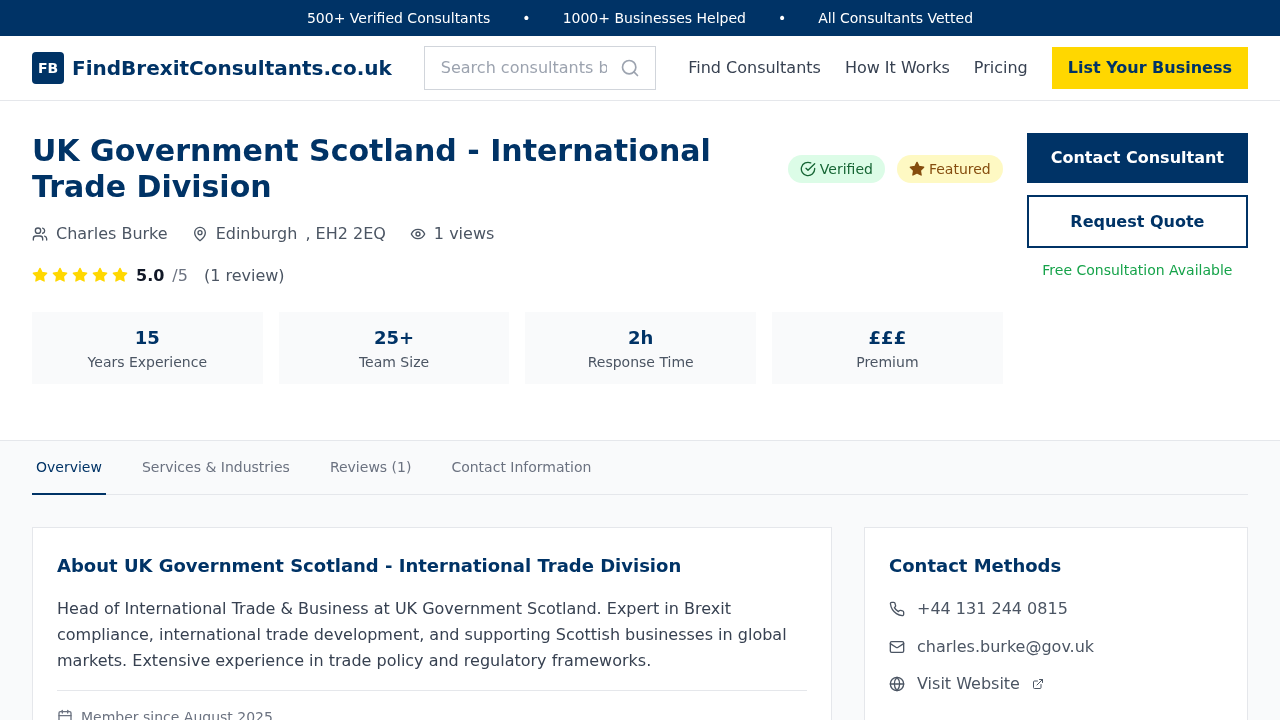 500+ Verified Consultants • 1000+ Businesses Helped • All Consultants Vetted
FB FindBrexitConsultants.co.uk Search consultants b Find Consultants How It Works Pricing List Your Business
UK Government Scotland - International
Trade Division
Verified Featured
Contact Consultant
Request Quote
Free Consultation Available
Charles Burke Edinburgh , EH2 2EQ 1 views
5.0 /5 (1 review)
15 25+ 2h £££
Years Experience Team Size Response Time Premium
Overview Services & Industries Reviews (1) Contact Information
About UK Government Scotland - International Trade Division
Head of International Trade & Business at UK Government Scotland. Expert in Brexit
compliance, international trade development, and supporting Scottish businesses in global
markets. Extensive experience in trade policy and regulatory frameworks.
Member since August 2025
Contact Methods
+44 131 244 0815
charles.burke@gov.uk
Visit Website